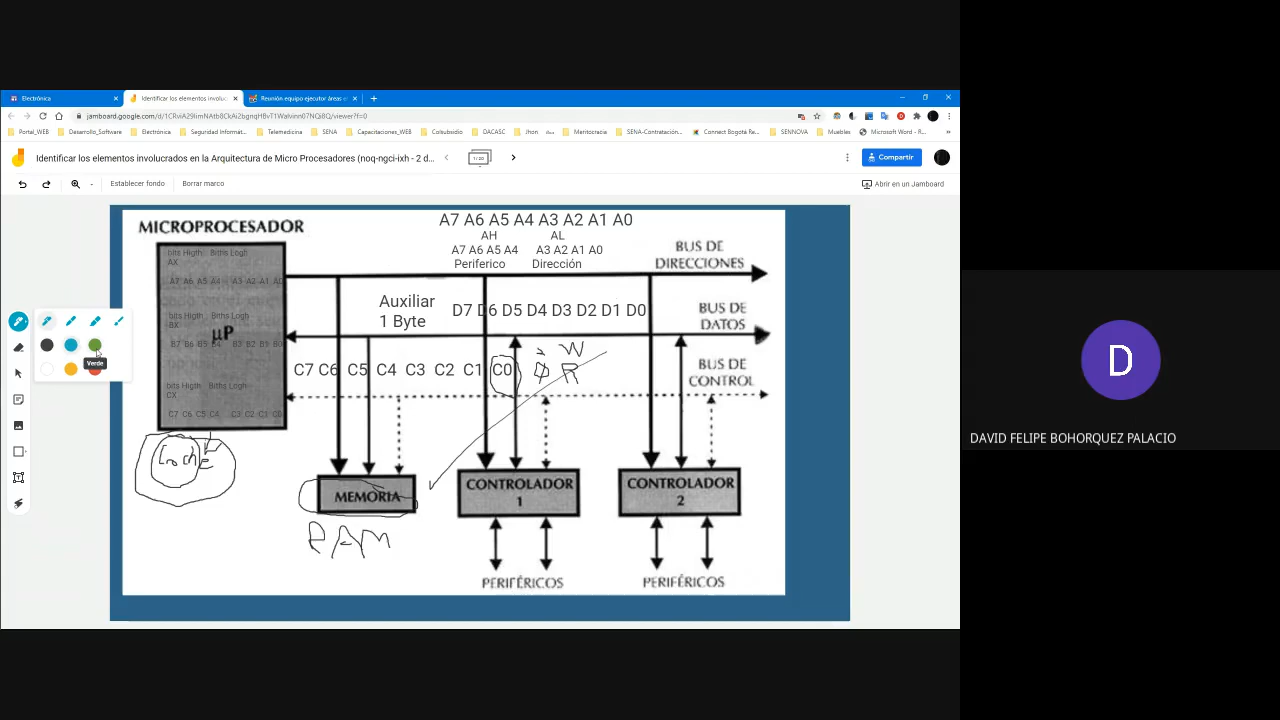 Electrónica
Identificar los elementos involuc
Reunión equipo ejecutor áreas e
jamboard.google.com/d/1CRviA29IimNAtb8CkAi2bgnqHBvT1WaIvinn07NQi8Q/viewer?f=0
Portal_WEB
Desarrollo_Software
Electrónica
Seguridad Informát...
Telemedicina
SENA
Capacitaciones_WEB
Colsubsidio
DACASC
Jhon
Meritocracia
SENA-Contratación...
Connect Bogotá Re...
SENNOVA
Muebles
Microsoft Word - R...
Identificar los elementos involucrados en la Arquitectura de Micro Procesadores (noq-ngci-ixh - 2 d...
1 / 20
Compartir
Establecer fondo
Borrar marco
Abrir en un Jamboard
MICROPROCESADOR
A7 A6 A5 A4 A3 A2 A1 A0
AH AL
A7 A6 A5 A4 A3 A2 A1 A0
Periferico Dirección
BUS DE
DIRECCIONES
bits Higth Biths Logh
AX
A7 A6 A5 A4 A3 A2 A1 A0
Auxiliar
1 Byte
D7 D6 D5 D4 D3 D2 D1 D0
BUS DE
DATOS
bits Higth Biths Logh
BX
µP
B7 B6 B5 B4 B3 B2 B1 B0
Verde
C7 C6 C5 C4 C3 C2 C1 C0
W
R
BUS DE
CONTROL
bits Higth Biths Logh
CX
C7 C6 C5 C4 C3 C2 C1 C0
MEMORIA
CONTROLADOR
1
CONTROLADOR
2
RAM
PERIFÉRICOS
PERIFÉRICOS
D
DAVID FELIPE BOHORQUEZ PALACIO